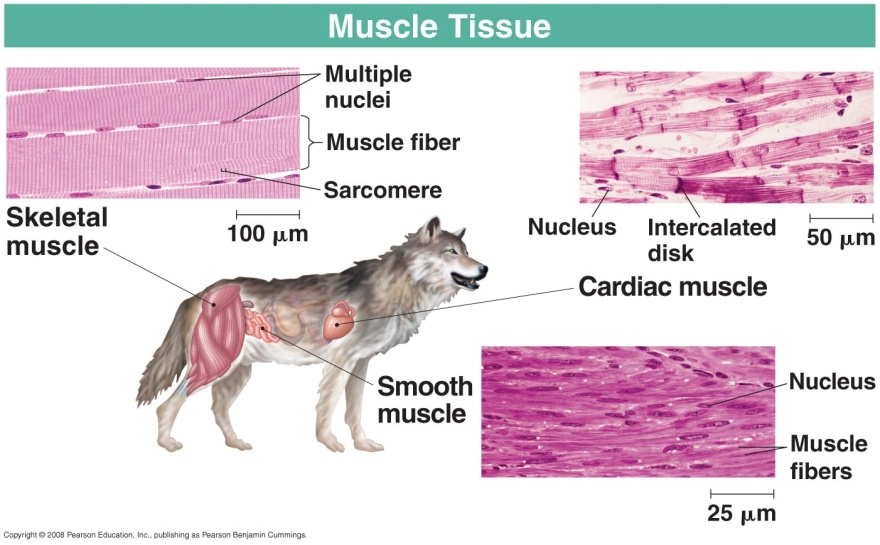 Muscle Tissue
Multiple
nuclei
Muscle fiber
Sarcomere
100 μm
Skeletal
muscle
Nucleus
Intercalated
disk
50 μm
Cardiac muscle
Smooth
muscle
Nucleus
Muscle
fibers
25 μm
Copyright © 2008 Pearson Education, Inc., publishing as Pearson Benjamin Cummings.